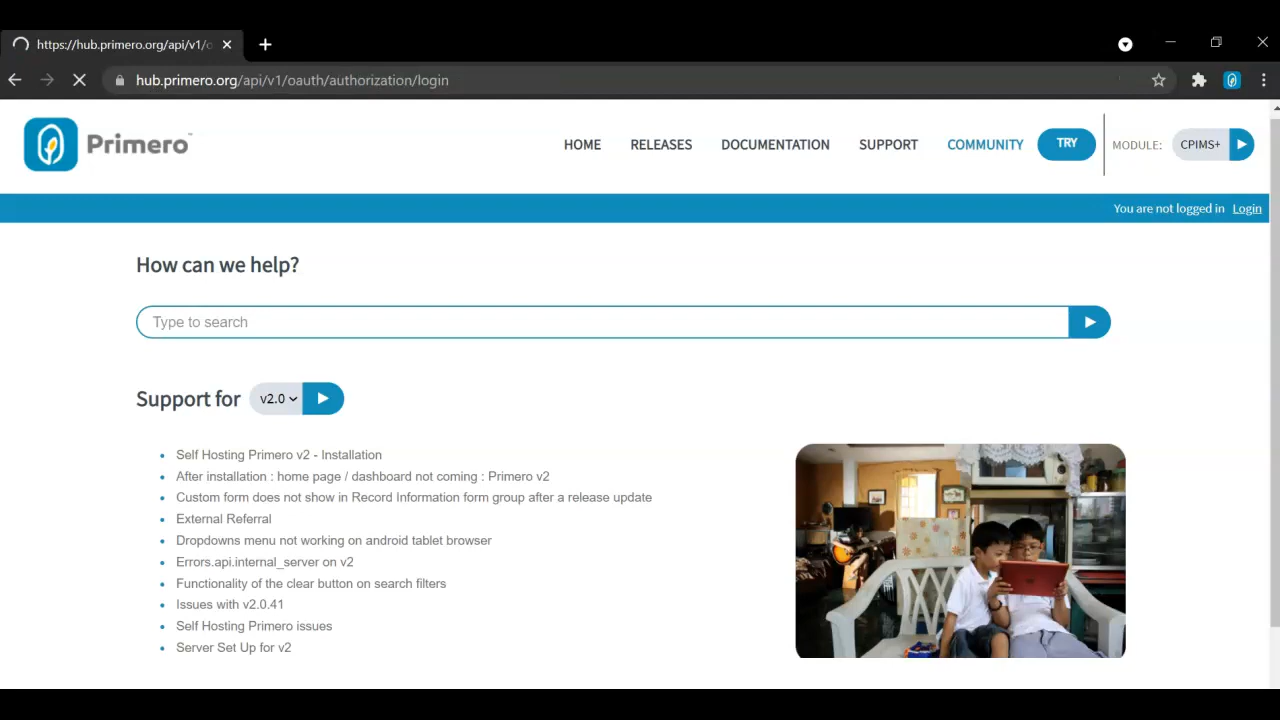 https://hub.primero.org/api/v1/o
hub.primero.org/api/v1/oauth/authorization/login
Primero™
HOME RELEASES DOCUMENTATION SUPPORT COMMUNITY TRY MODULE: CPIMS+
You are not logged in Login
How can we help?
Type to search
Support for v2.0
Self Hosting Primero v2 - Installation
After installation : home page / dashboard not coming : Primero v2
Custom form does not show in Record Information form group after a release update
External Referral
Dropdowns menu not working on android tablet browser
Errors.api.internal_server on v2
Functionality of the clear button on search filters
Issues with v2.0.41
Self Hosting Primero issues
Server Set Up for v2